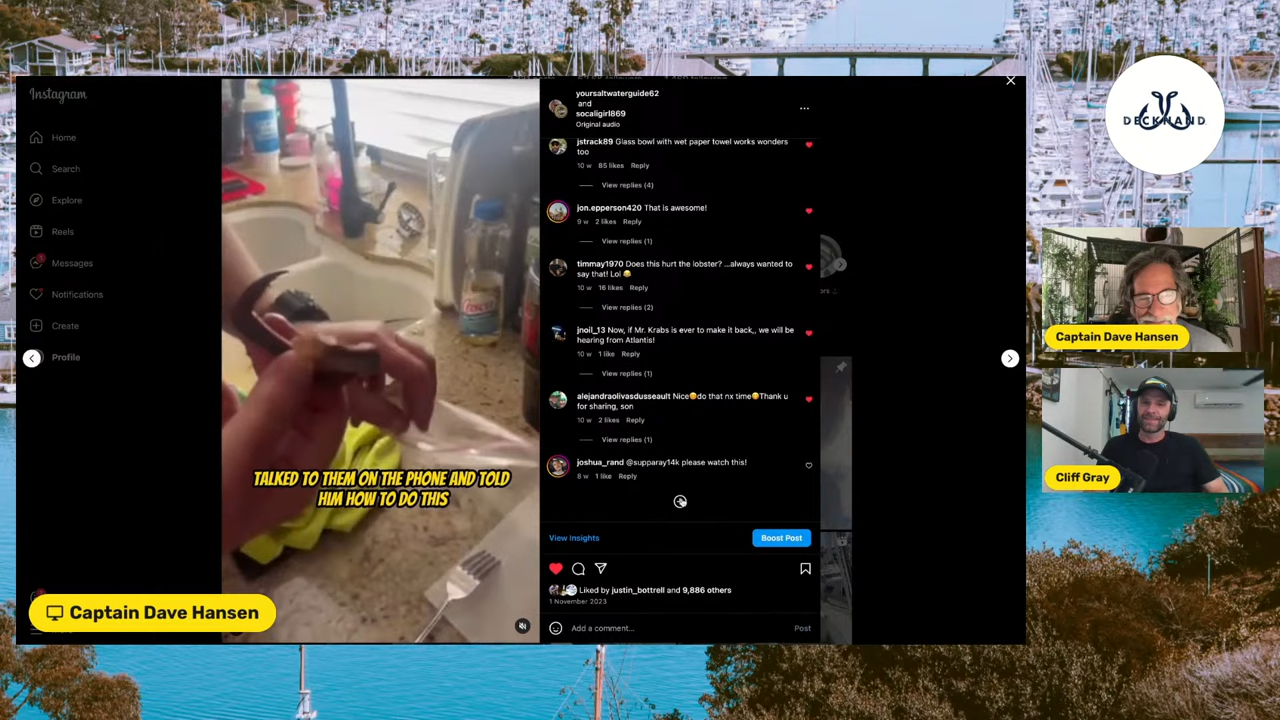 Instagram
Home
Search
Explore
Reels
Messages
Notifications
Create
Profile
TALKED TO THEM ON THE PHONE AND TOLD
HIM HOW TO DO THIS
Captain Dave Hansen
yoursaltwaterguide62
and
socaligirl869
Original audio
jstrack89 Glass bowl with wet paper towel works wonders
too
10 w 85 likes Reply
View replies (4)
jon.epperson420 That is awesome!
9 w 2 likes Reply
View replies (1)
timmay1970 Does this hurt the lobster? ...always wanted to
say that! Lol 😂
10 w 16 likes Reply
View replies (2)
jnoil_13 Now, if Mr. Krabs is ever to make it back,, we will be
hearing from Atlantis!
10 w 1 like Reply
View replies (1)
alejandraolivasdusseault Nice😊do that nx time😊Thank u
for sharing, son
10 w 2 likes Reply
View replies (1)
joshua_rand @supparay14k please watch this!
8 w 1 like Reply
View Insights
Boost Post
Liked by justin_bottrell and 9,886 others
1 November 2023
Add a comment...
Post
DECKHAND
Captain Dave Hansen
Cliff Gray